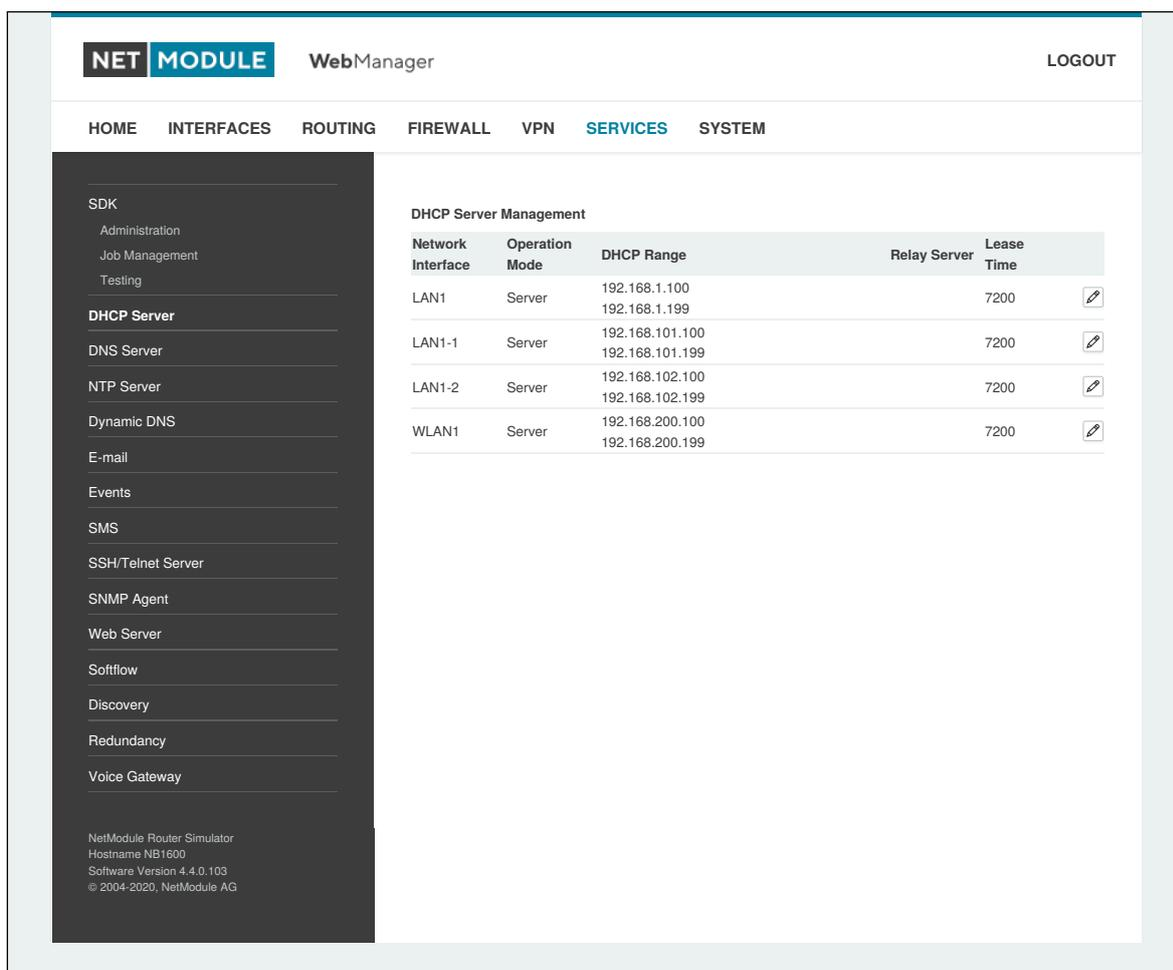 NET MODULE WebManager LOGOUT
HOME INTERFACES ROUTING FIREWALL VPN SERVICES SYSTEM
SDK
Administration
Job Management
Testing
DHCP Server
DNS Server
NTP Server
Dynamic DNS
E-mail
Events
SMS
SSH/Telnet Server
SNMP Agent
Web Server
Softflow
Discovery
Redundancy
Voice Gateway
NetModule Router Simulator
Hostname NB1600
Software Version 4.4.0.103
© 2004-2020, NetModule AG
DHCP Server Management
Network Interface Operation Mode DHCP Range Relay Server Lease Time
LAN1 Server 192.168.1.100 7200
192.168.1.199
LAN1-1 Server 192.168.101.100 7200
192.168.101.199
LAN1-2 Server 192.168.102.100 7200
192.168.102.199
WLAN1 Server 192.168.200.100 7200
192.168.200.199